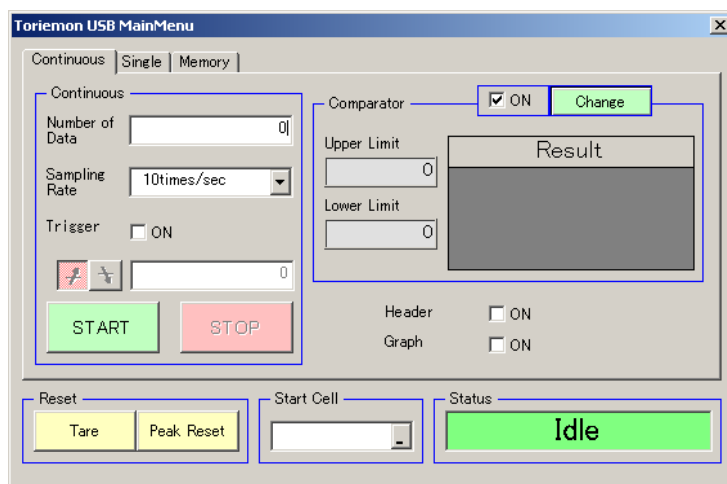 Toriemon USB MainMenu
Continuous Single Memory
Continuous
Number of
Data
0
Sampling
Rate
10times/sec
Trigger
ON
0
START
STOP
Comparator
ON
Change
Upper Limit
0
Lower Limit
0
Result
Header
ON
Graph
ON
Reset
Tare
Peak Reset
Start Cell
Status
Idle